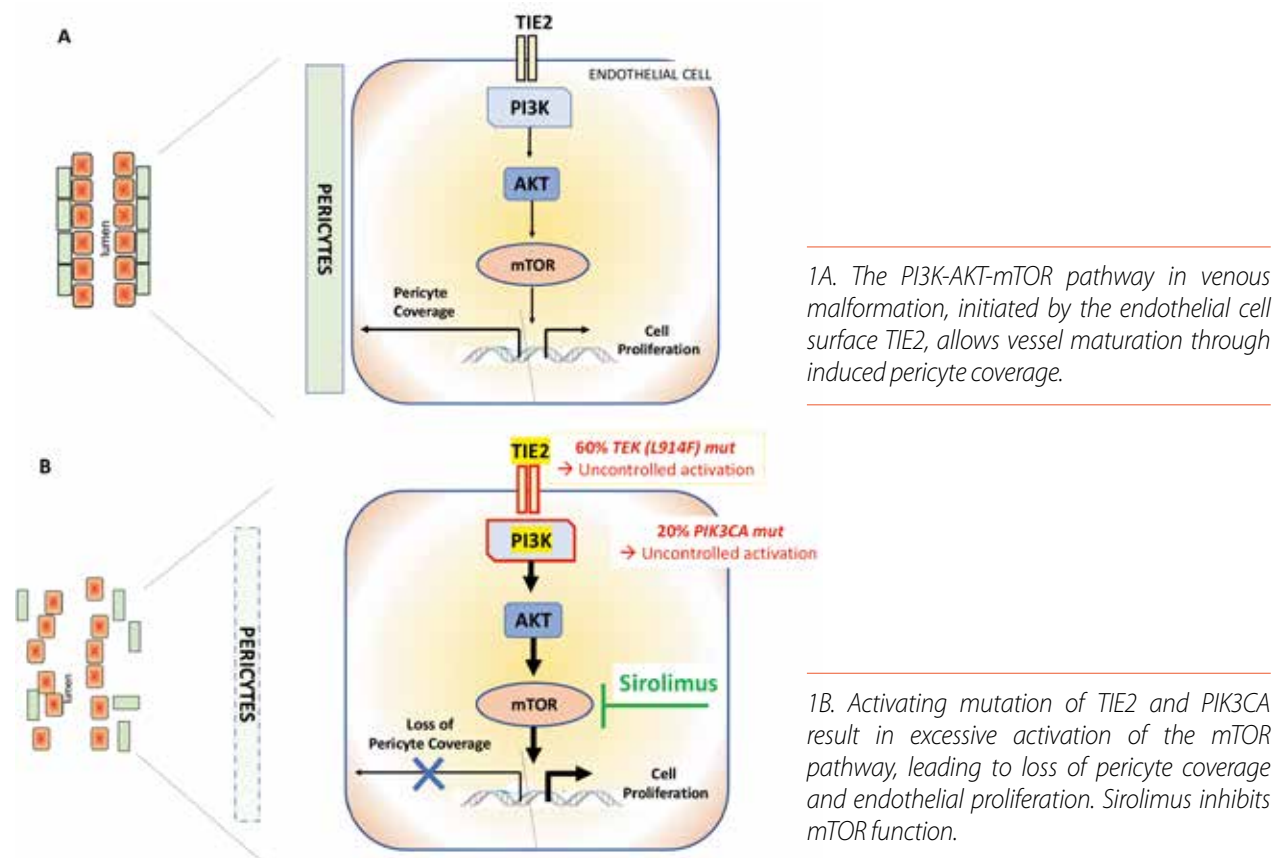 A
TIE2
ENDOTHELIAL CELL
PI3K
AKT
mTOR
PERICYTES
lumen
Pericyte
Coverage
Cell
Proliferation
1A. The PI3K-AKT-mTOR pathway in venous
malformation, initiated by the endothelial cell
surface TIE2, allows vessel maturation through
induced pericyte coverage.
B
TIE2
60% TEK (L914F) mut
→ Uncontrolled activation
PI3K
20% PIK3CA mut
→ Uncontrolled activation
AKT
mTOR
Sirolimus
PERICYTES
lumen
Loss of
Pericyte Coverage
Cell
Proliferation
1B. Activating mutation of TIE2 and PIK3CA
result in excessive activation of the mTOR
pathway, leading to loss of pericyte coverage
and endothelial proliferation. Sirolimus inhibits
mTOR function.